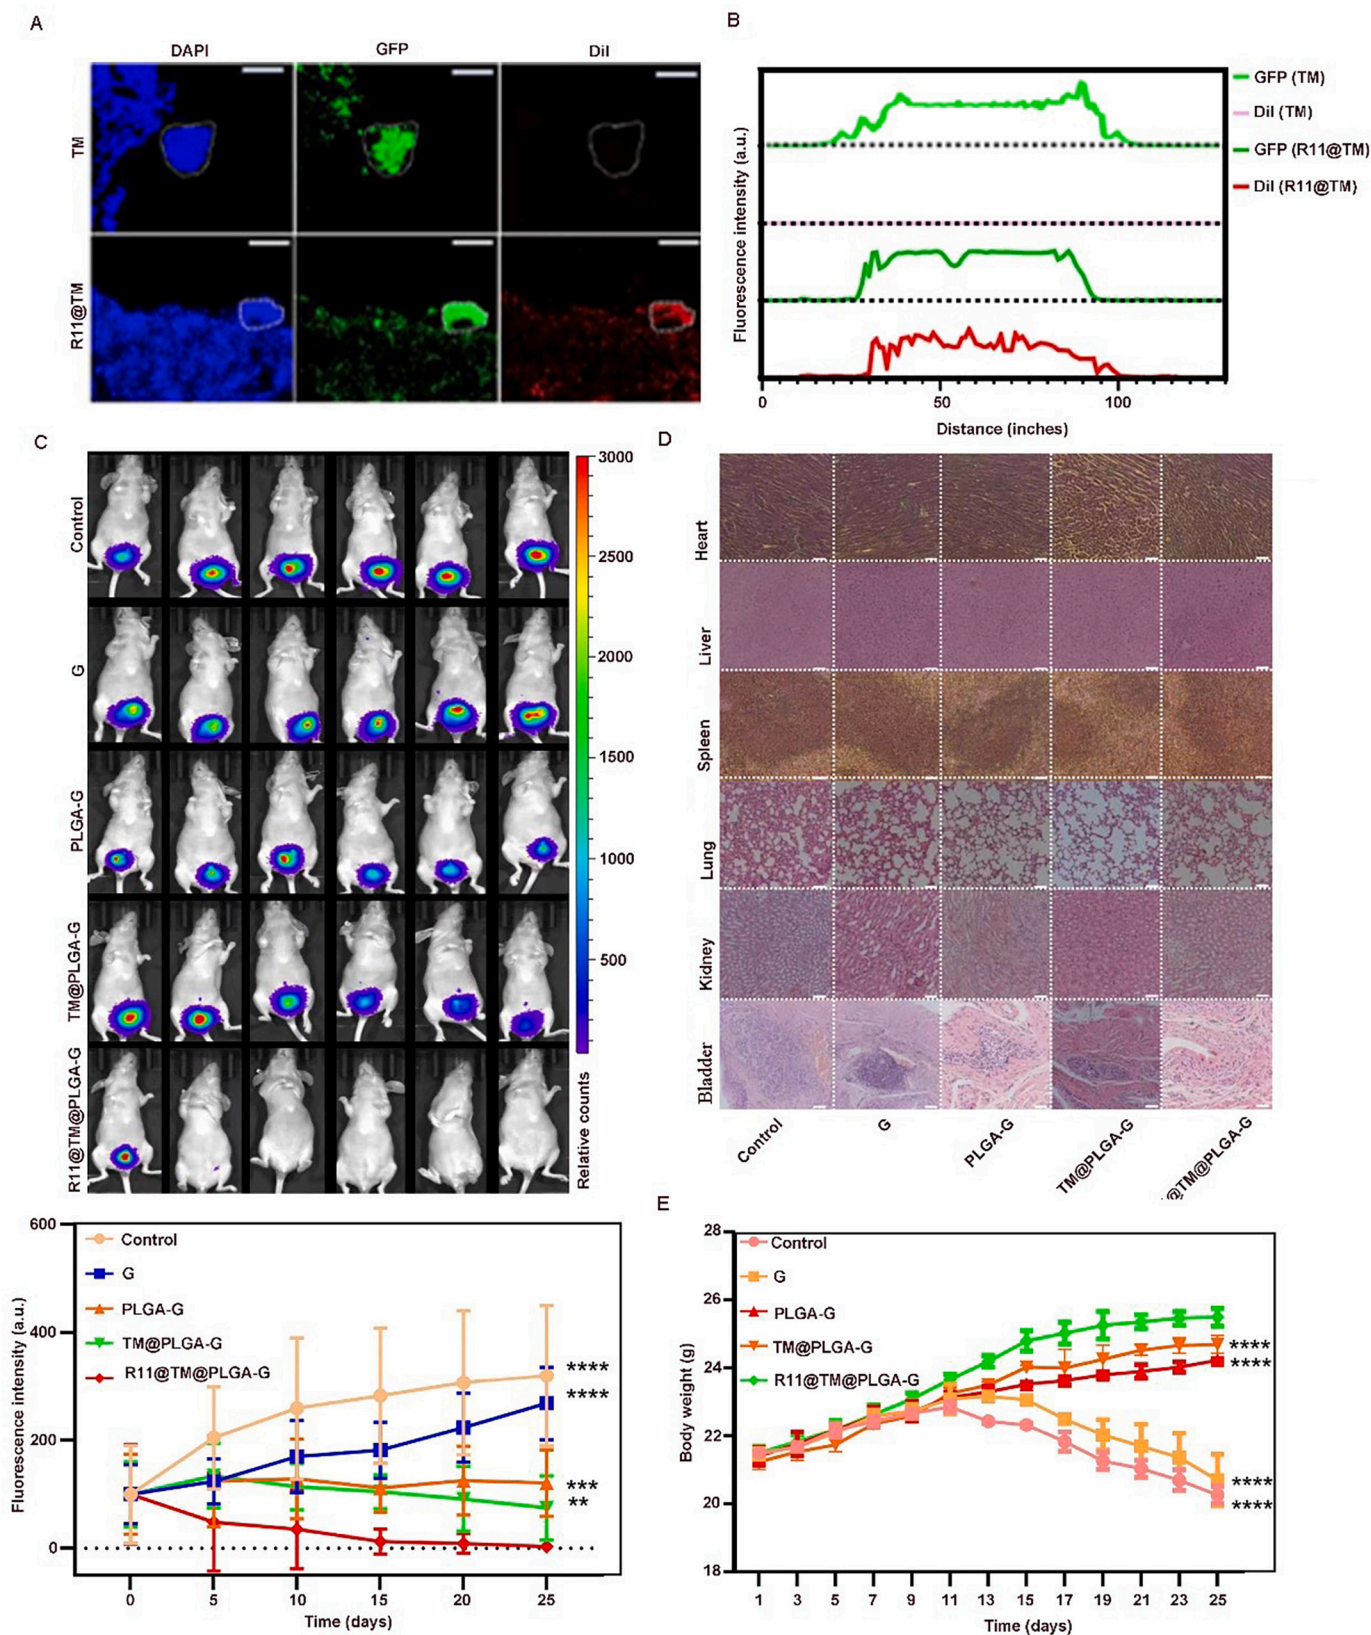 A
B
DAPI
GFP
DiI
TM
R11@TM
Fluorescence intensity (a.u.)
0
50
100
Distance (inches)
GFP (TM)
DiI (TM)
GFP (R11@TM)
DiI (R11@TM)
C
D
Control
G
PLGA-G
TM@PLGA-G
R11@TM@PLGA-G
3000
2500
2000
1500
1000
500
Relative counts
Heart
Liver
Spleen
Lung
Kidney
Bladder
Control
G
PLGA-G
TM@PLGA-G
@TM@PLGA-G
600
400
200
0
Fluorescence intensity (a.u.)
Control
G
PLGA-G
TM@PLGA-G
R11@TM@PLGA-G
****
****
***
**
0
5
10
15
20
25
Time (days)
E
28
26
24
22
20
18
Body weight (g)
Control
G
PLGA-G
TM@PLGA-G
R11@TM@PLGA-G
****
****
****
****
1
3
5
7
9
11
13
15
17
19
21
23
25
Time (days)